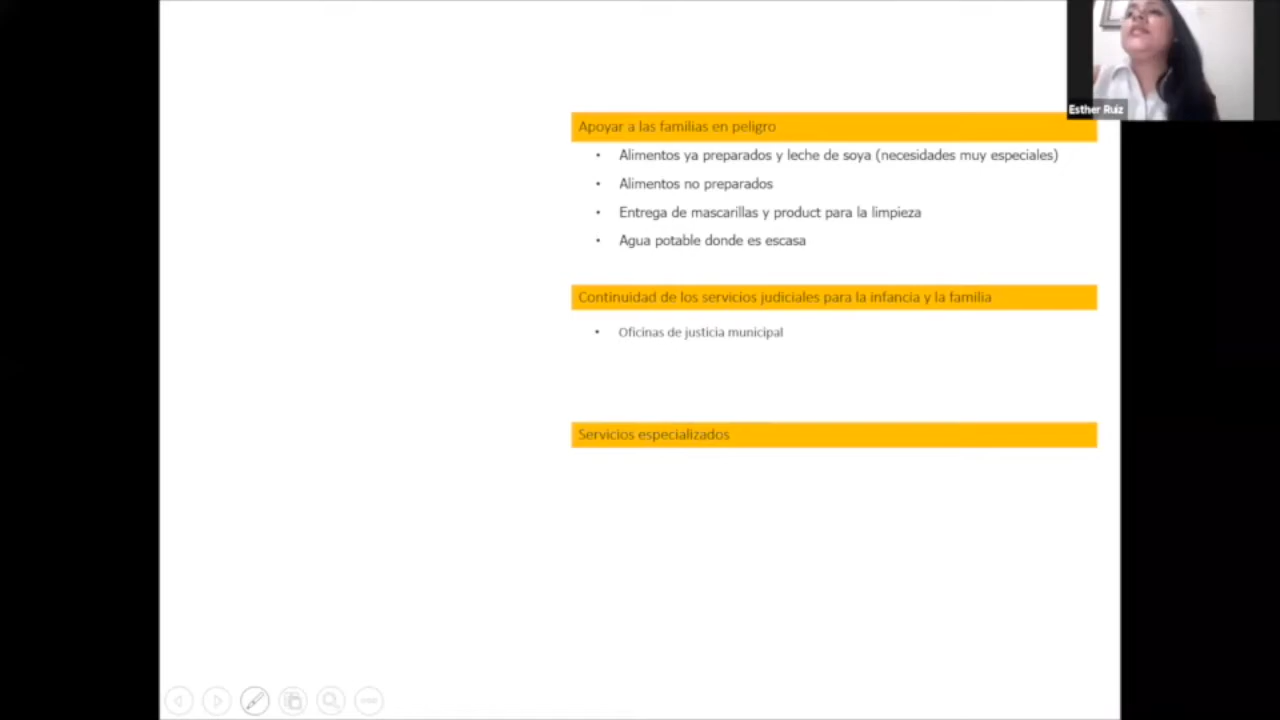 Esther Ruiz
Apoyar a las familias en peligro
• Alimentos ya preparados y leche de soya (necesidades muy especiales)
• Alimentos no preparados
• Entrega de mascarillas y product para la limpieza
• Agua potable donde es escasa
Continuidad de los servicios judiciales para la infancia y la familia
• Oficinas de justicia municipal
Servicios especializados